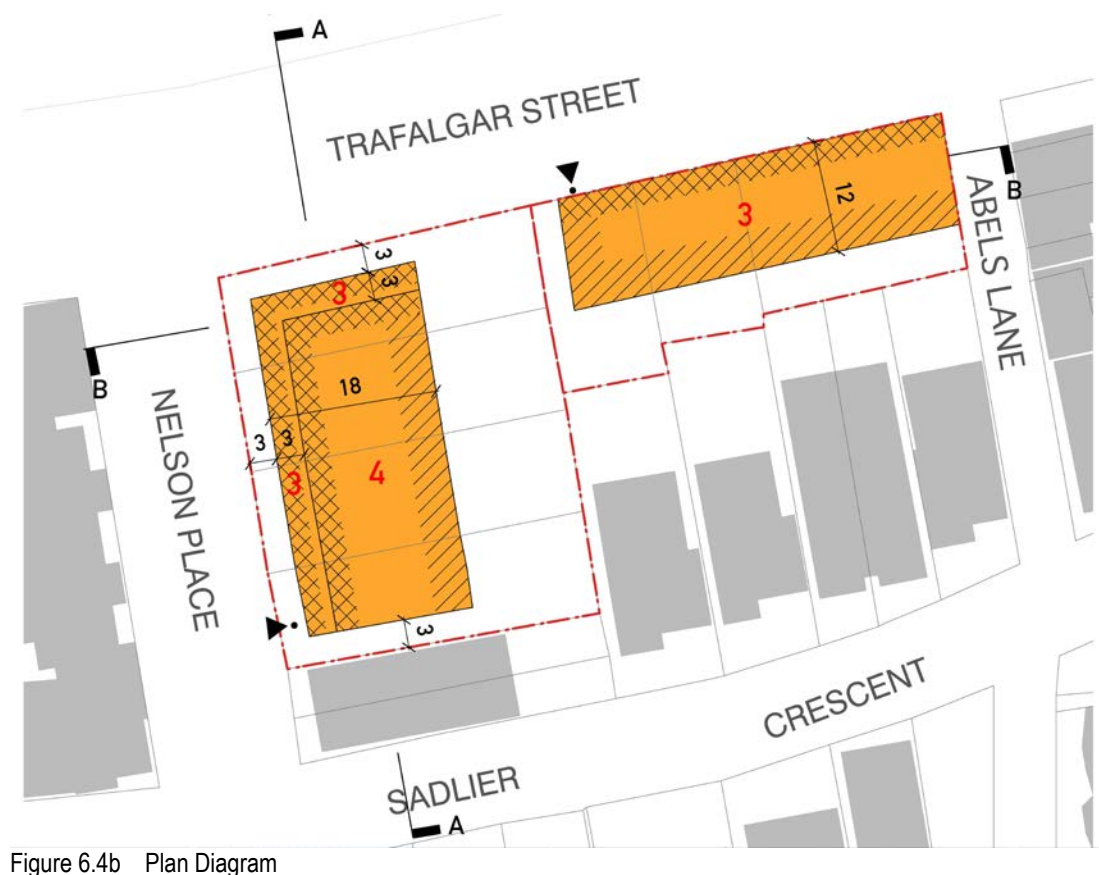 A
TRAFALGAR STREET
B
ABELS LANE
12
3
3
3
3
B
18
NELSON PLACE
3
3
3
4
3
CRESCENT
SADLIER
A
Figure 6.4b Plan Diagram